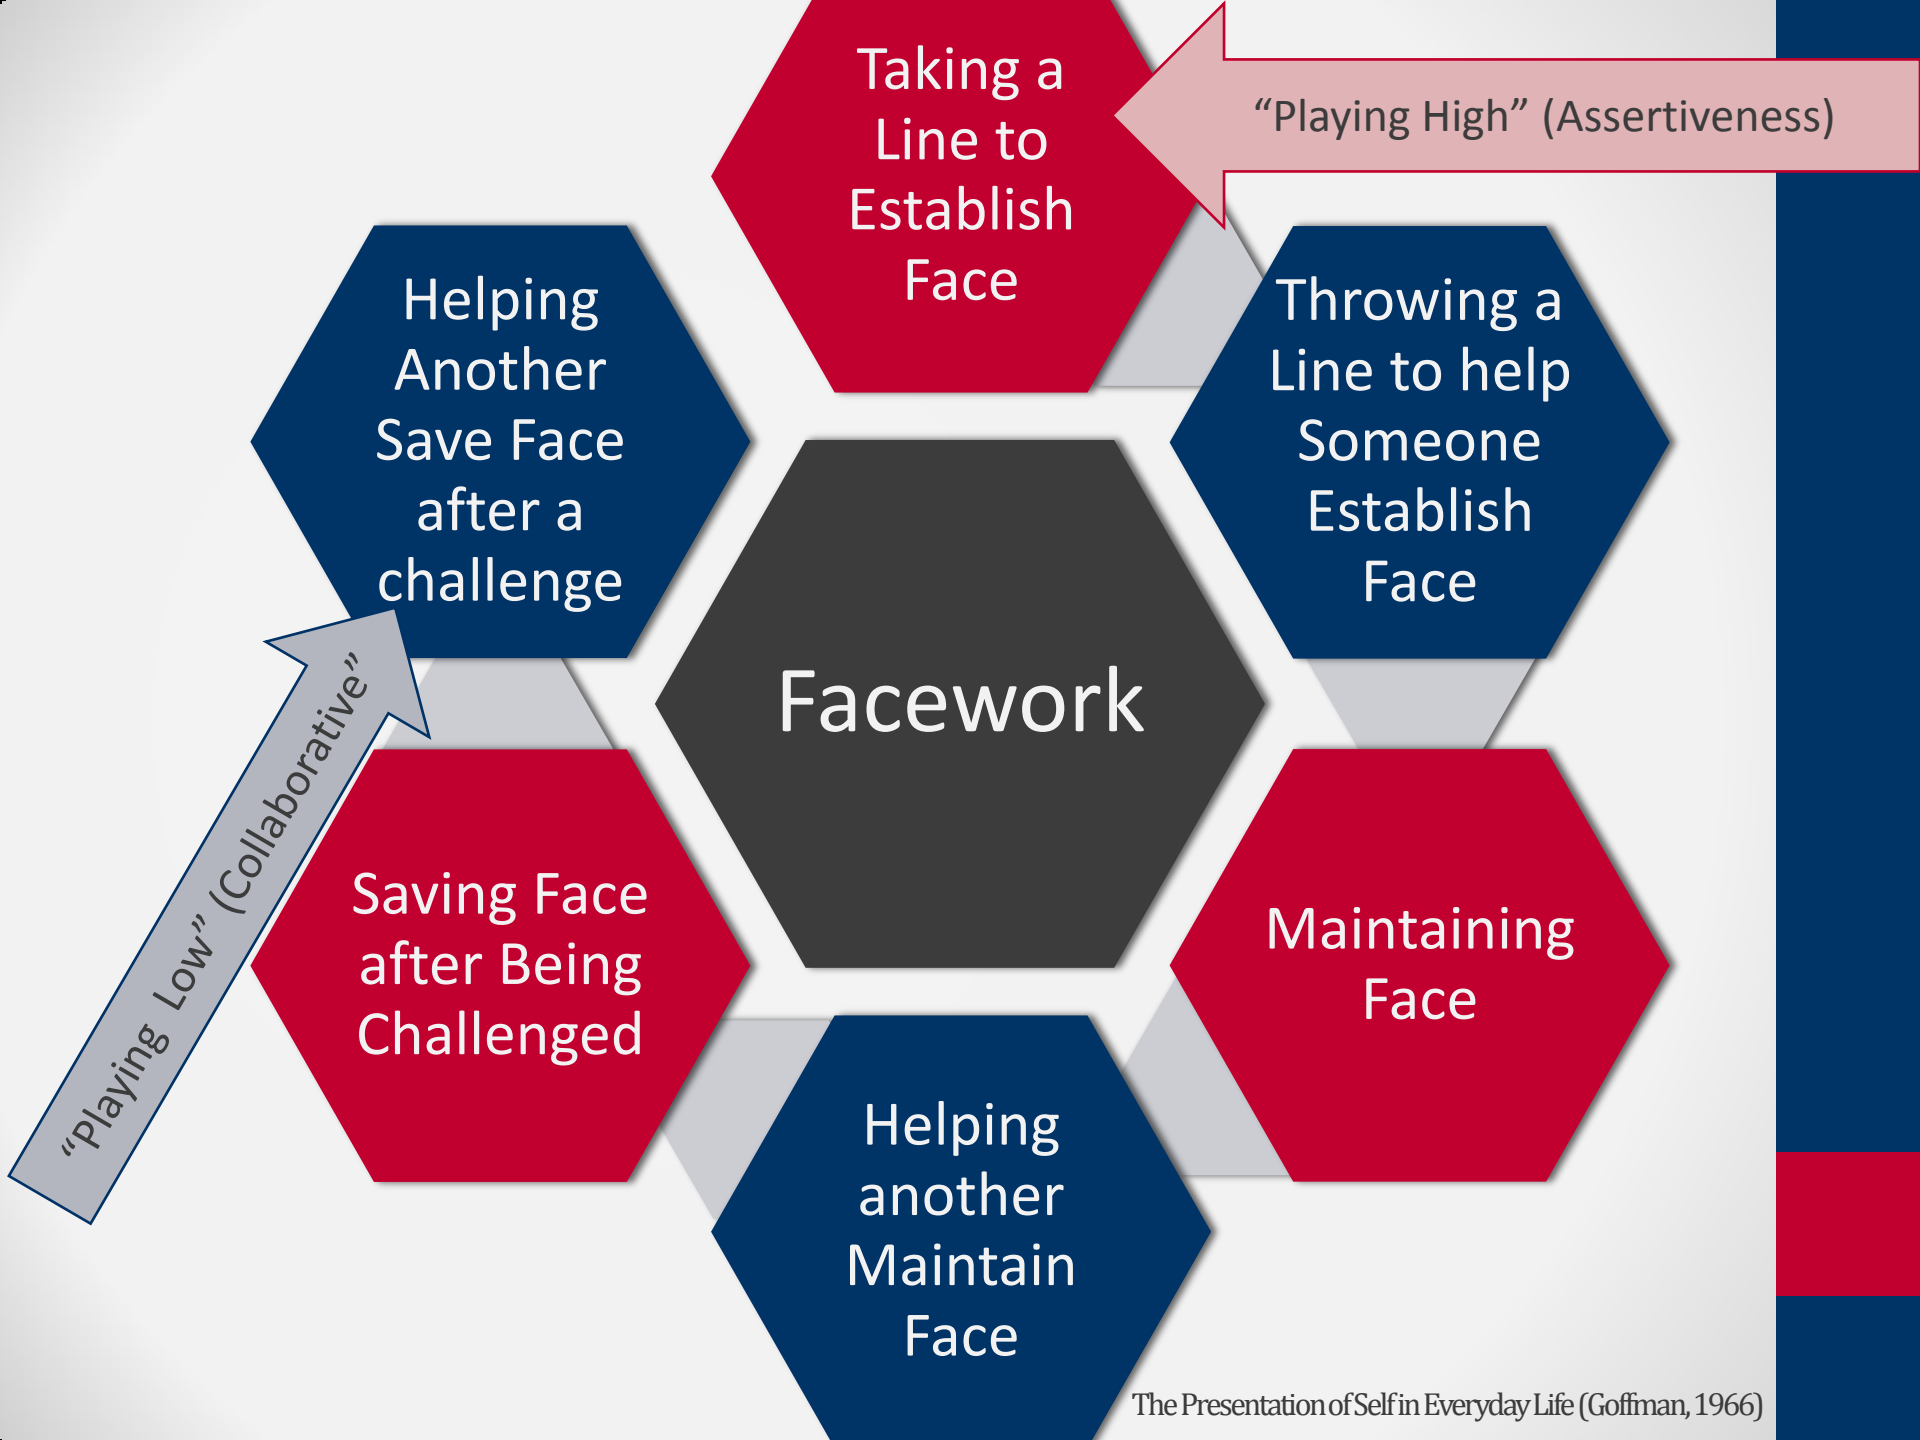 Taking a
Line to
Establish
Face
“Playing High” (Assertiveness)
Throwing a
Line to help
Someone
Establish
Face
Maintaining
Face
Helping
another
Maintain
Face
Saving Face
after Being
Challenged
Helping
Another
Save Face
after a
challenge
“Playing Low” (Collaborative”
Facework
The Presentation of Self in Everyday Life (Goffman, 1966)